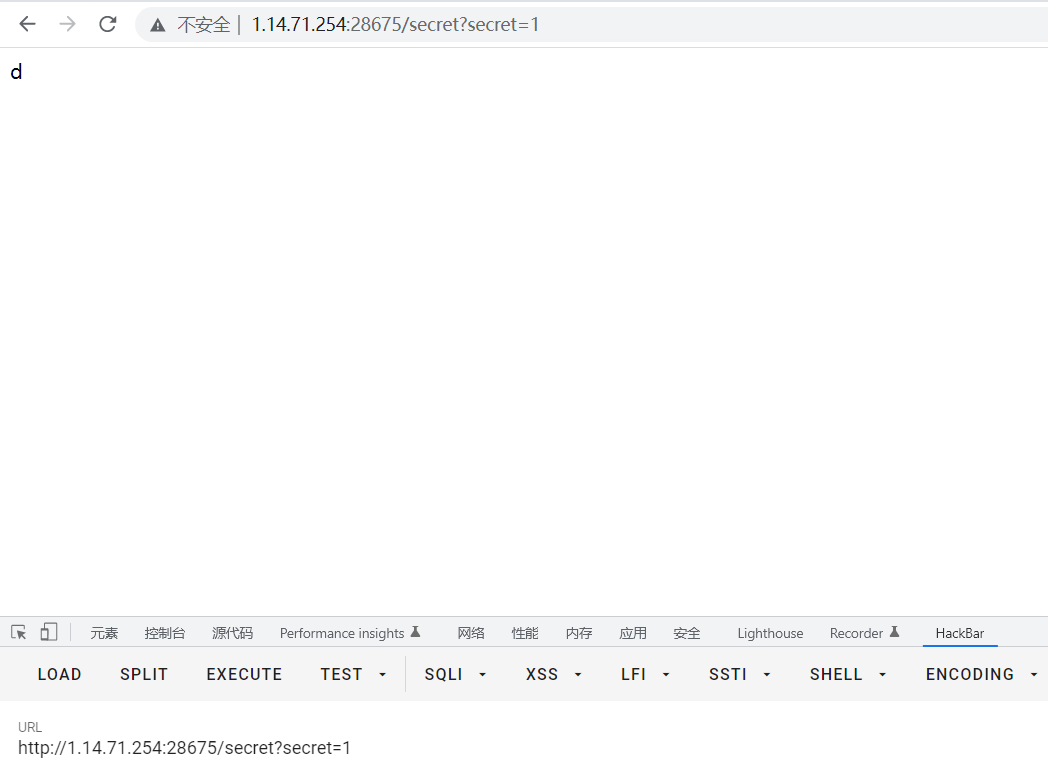 不安全 | 1.14.71.254:28675/secret?secret=1
d
元素 控制台 源代码 Performance insights 网络 性能 内存 应用 安全 Lighthouse Recorder HackBar
LOAD SPLIT EXECUTE TEST SQLI XSS LFI SSTI SHELL ENCODING
URL
http://1.14.71.254:28675/secret?secret=1